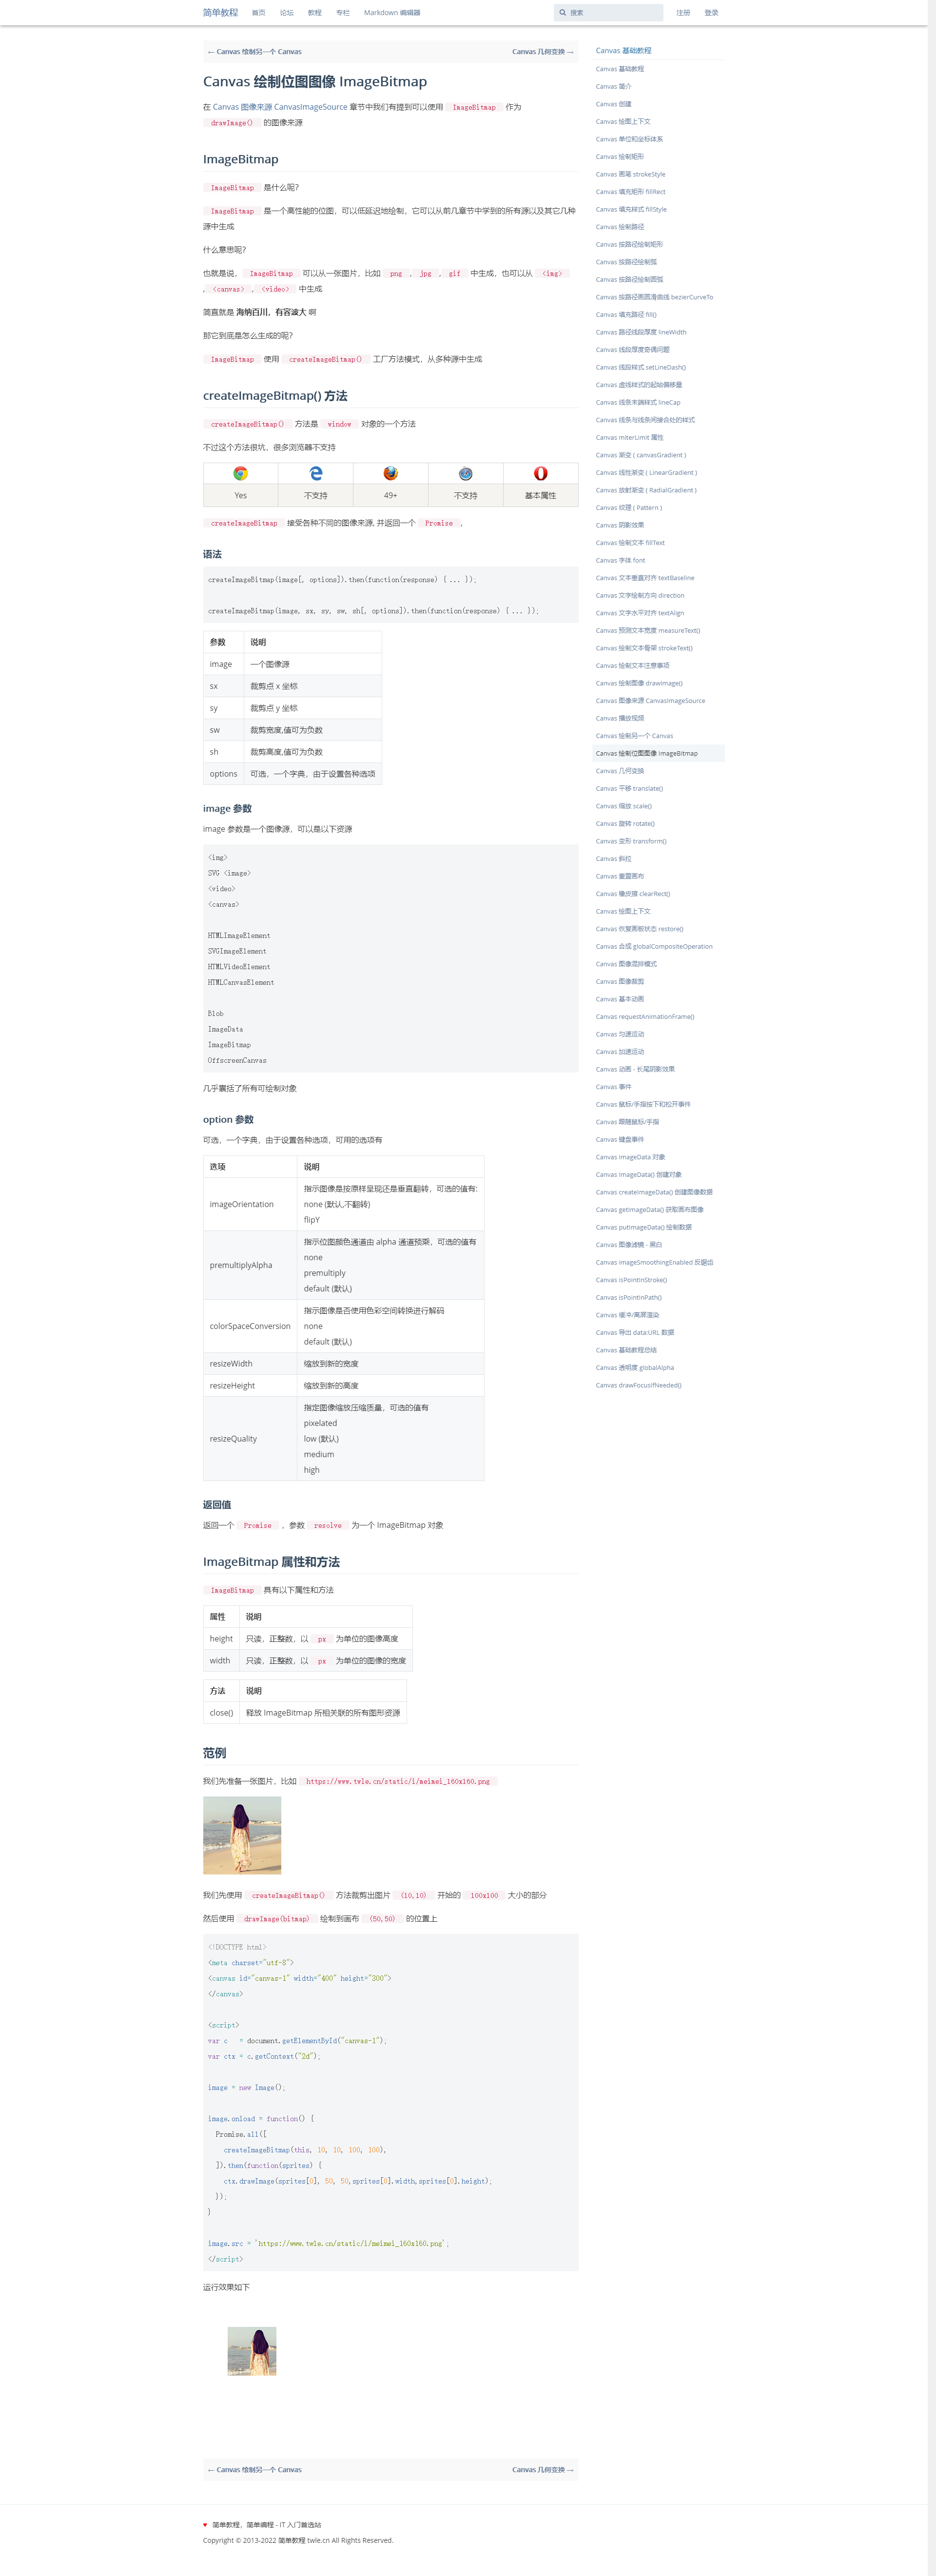 简单教程 首页 论坛 教程 专栏 Markdown 编辑器 搜索 注册 登录
← Canvas 绘制另一个 Canvas Canvas 几何变换 →
Canvas 绘制位图图像 ImageBitmap
在 Canvas 图像来源 CanvasImageSource 章节中我们有提到可以使用 ImageBitmap 作为
drawImage() 的图像来源
ImageBitmap
ImageBitmap 是什么呢?
ImageBitmap 是一个高性能的位图，可以低延迟地绘制，它可以从前几章节中学到的所有源以及其它几种
源中生成
什么意思呢?
也就是说， ImageBitmap 可以从一张图片，比如 png , jpg , gif 中生成，也可以从 <img>
, <canvas> , <video> 中生成
简直就是 海纳百川，有容淑大 啊
那它到底是怎么生成的呢?
ImageBitmap 使用 createImageBitmap() 工厂方法模式，从多种源中生成
createImageBitmap() 方法
createImageBitmap() 方法是 window 对象的一个方法
不过这个方法很坑，很多浏览器不支持
Yes 不支持 49+ 不支持 基本属性
createImageBitmap 接受各种不同的图像来源, 并返回一个 Promise ,
语法
createImageBitmap(image[, options]).then(function(response) { ... });
createImageBitmap(image, sx, sy, sw, sh[, options]).then(function(response) { ... });
参数 说明
image 一个图像源
sx 裁剪点 x 坐标
sy 裁剪点 y 坐标
sw 裁剪宽度,值可为负数
sh 裁剪高度,值可为负数
options 可选，一个字典，由于设置各种选项
image 参数
image 参数是一个图像源，可以是以下资源
<img>
SVG <image>
<video>
<canvas>
HTMLImageElement
SVGImageElement
HTMLVideoElement
HTMLCanvasElement
Blob
ImageData
ImageBitmap
OffscreenCanvas
几乎囊括了所有可绘制对象
option 参数
可选，一个字典，由于设置各种选项，可用的选项有
选项 说明
imageOrientation 指示图像是按原样呈现还是垂直翻转，可选的值有:
none (默认,不翻转)
flipY
premultiplyAlpha 指示位图颜色通道由 alpha 通道预乘，可选的值有
none
premultiply
default (默认)
colorSpaceConversion 指示图像是否使用色彩空间转换进行解码
none
default (默认)
resizeWidth 缩放到新的宽度
resizeHeight 缩放到新的高度
resizeQuality 指定图像缩放压缩质量，可选的值有
pixelated
low (默认)
medium
high
返回值
返回一个 Promise ，参数 resolve 为一个 ImageBitmap 对象
ImageBitmap 属性和方法
ImageBitmap 具有以下属性和方法
属性 说明
height 只读，正整数，以 px 为单位的图像高度
width 只读，正整数，以 px 为单位的图像的宽度
方法 说明
close() 释放 ImageBitmap 所相关联的所有图形资源
范例
我们先准备一张图片，比如 https://www.twle.cn/static/i/meimei_160x160.png
我们先使用 createImageBitmap() 方法裁剪出图片 (10,10) 开始的 100x100 大小的部分
然后使用 drawImage(bitmap) 绘制到画布 (50,50) 的位置上
<!DOCTYPE html>
<meta charset="utf-8">
<canvas id="canvas-1" width="400" height="300">
</canvas>
<script>
var c = document.getElementById("canvas-1");
var ctx = c.getContext("2d");
image = new Image();
image.onload = function() {
Promise.all([
createImageBitmap(this, 10, 10, 100, 100),
]).then(function(sprites) {
ctx.drawImage(sprites[0], 50, 50,sprites[0].width,sprites[0].height);
});
}
image.src = `https://www.twle.cn/static/i/meimei_160x160.png`;
</script>
运行效果如下
← Canvas 绘制另一个 Canvas Canvas 几何变换 →
Canvas 基础教程
Canvas 基础教程
Canvas 简介
Canvas 创建
Canvas 绘图上下文
Canvas 单位和坐标体系
Canvas 绘制矩形
Canvas 画笔 strokeStyle
Canvas 填充矩形 fillRect
Canvas 填充样式 fillStyle
Canvas 绘制路径
Canvas 按路径绘制矩形
Canvas 按路径绘制弧
Canvas 按路径绘制圆弧
Canvas 按路径画圆滑曲线 bezierCurveTo
Canvas 填充路径 fill()
Canvas 路径线段厚度 lineWidth
Canvas 线段厚度奇偶问题
Canvas 线段样式 setLineDash()
Canvas 虚线样式的起始偏移量
Canvas 线条末端样式 lineCap
Canvas 线条与线条间接合处的样式
Canvas miterLimit 属性
Canvas 渐变 ( canvasGradient )
Canvas 线性渐变 ( LinearGradient )
Canvas 放射渐变 ( RadialGradient )
Canvas 纹理 ( Pattern )
Canvas 阴影效果
Canvas 绘制文本 fillText
Canvas 字体 font
Canvas 文本垂直对齐 textBaseline
Canvas 文字绘制方向 direction
Canvas 文字水平对齐 textAlign
Canvas 预测文本宽度 measureText()
Canvas 绘制文本骨架 strokeText()
Canvas 绘制文本注意事项
Canvas 绘制图像 drawImage()
Canvas 图像来源 CanvasImageSource
Canvas 播放视频
Canvas 绘制另一个 Canvas
Canvas 绘制位图图像 ImageBitmap
Canvas 几何变换
Canvas 平移 translate()
Canvas 缩放 scale()
Canvas 旋转 rotate()
Canvas 变形 transform()
Canvas 斜拉
Canvas 重置画布
Canvas 橡皮擦 clearRect()
Canvas 绘图上下文
Canvas 恢复画板状态 restore()
Canvas 合成 globalCompositeOperation
Canvas 图像混排模式
Canvas 图像裁剪
Canvas 基本动画
Canvas requestAnimationFrame()
Canvas 匀速运动
Canvas 加速运动
Canvas 动画 - 长尾阴影效果
Canvas 事件
Canvas 鼠标/手指按下和松开事件
Canvas 跟随鼠标/手指
Canvas 键盘事件
Canvas ImageData 对象
Canvas ImageData() 创建对象
Canvas createImageData() 创建图像数据
Canvas getImageData() 获取画布图像
Canvas putImageData() 绘制数据
Canvas 图像滤镜 - 黑白
Canvas imageSmoothingEnabled 反锯齿
Canvas isPointInStroke()
Canvas isPointInPath()
Canvas 缓冲/离屏渲染
Canvas 导出 data:URL 数据
Canvas 基础教程总结
Canvas 透明度 globalAlpha
Canvas drawFocusIfNeeded()
♥ 简单教程，简单编程 - IT 入门首选站
Copyright © 2013-2022 简单教程 twle.cn All Rights Reserved.